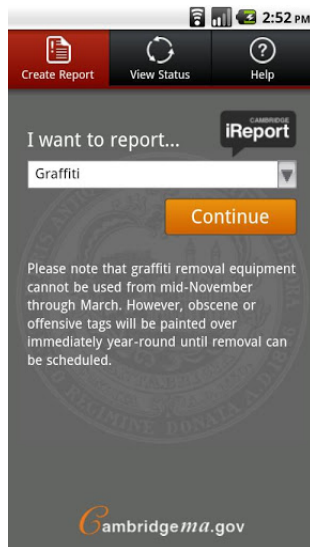 2:52 PM
Create Report
View Status
Help
CAMBRIDGE
iReport
I want to report...
Graffiti
Continue
Please note that graffiti removal equipment
cannot be used from mid-November
through March. However, obscene or
offensive tags will be painted over
immediately year-round until removal can
be scheduled.
REGIMINE DONATA A.D.
Cambridgema.gov